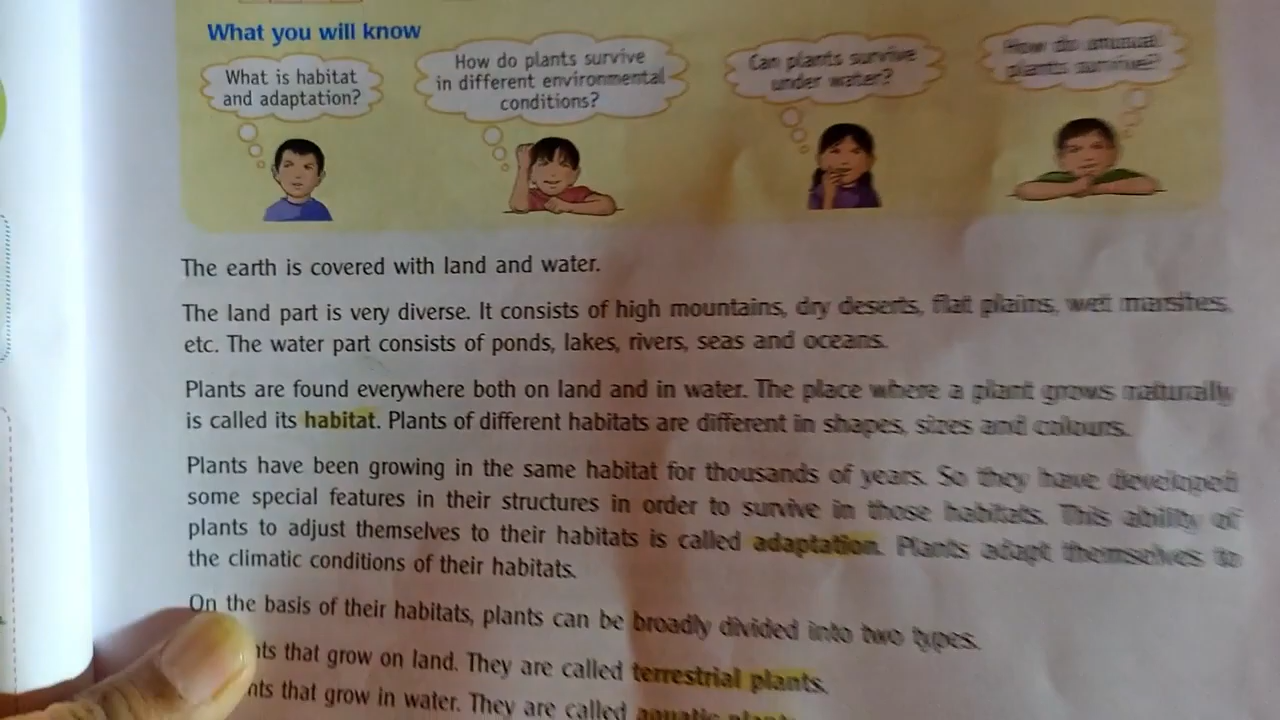 What you will know
What is habitat
and adaptation?
How do plants survive
in different environmental
conditions?
Can plants survive
under water?
How do unusual
plants survive?
The earth is covered with land and water.
The land part is very diverse. It consists of high mountains, dry deserts, flat plains, wet marshes,
etc. The water part consists of ponds, lakes, rivers, seas and oceans.
Plants are found everywhere both on land and in water. The place where a plant grows naturally
is called its habitat. Plants of different habitats are different in shapes, sizes and colours.
Plants have been growing in the same habitat for thousands of years. So they have developed
some special features in their structures in order to survive in those habitats. This ability of
plants to adjust themselves to their habitats is called adaptation. Plants adapt themselves to
the climatic conditions of their habitats.
On the basis of their habitats, plants can be broadly divided into two types.
that grow on land. They are called terrestrial plants.
that grow in water. They are called aquatic